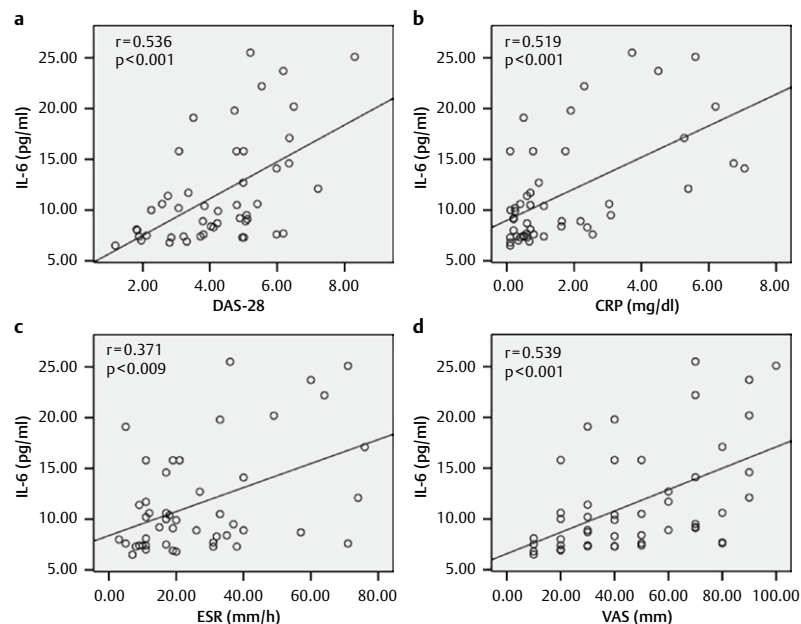 a
r=0.536
p<0.001
25.00
20.00
15.00
10.00
5.00
IL-6 (pg/ml)
2.00 4.00 6.00 8.00
DAS-28
b
r=0.519
p<0.001
25.00
20.00
15.00
10.00
5.00
IL-6 (pg/ml)
0.00 2.00 4.00 6.00 8.00
CRP (mg/dl)
c
r=0.371
p<0.009
25.00
20.00
15.00
10.00
5.00
IL-6 (pg/ml)
0.00 20.00 40.00 60.00 80.00
ESR (mm/h)
d
r=0.539
p<0.001
25.00
20.00
15.00
10.00
5.00
IL-6 (pg/ml)
0.00 20.00 40.00 60.00 80.00 100.00
VAS (mm)